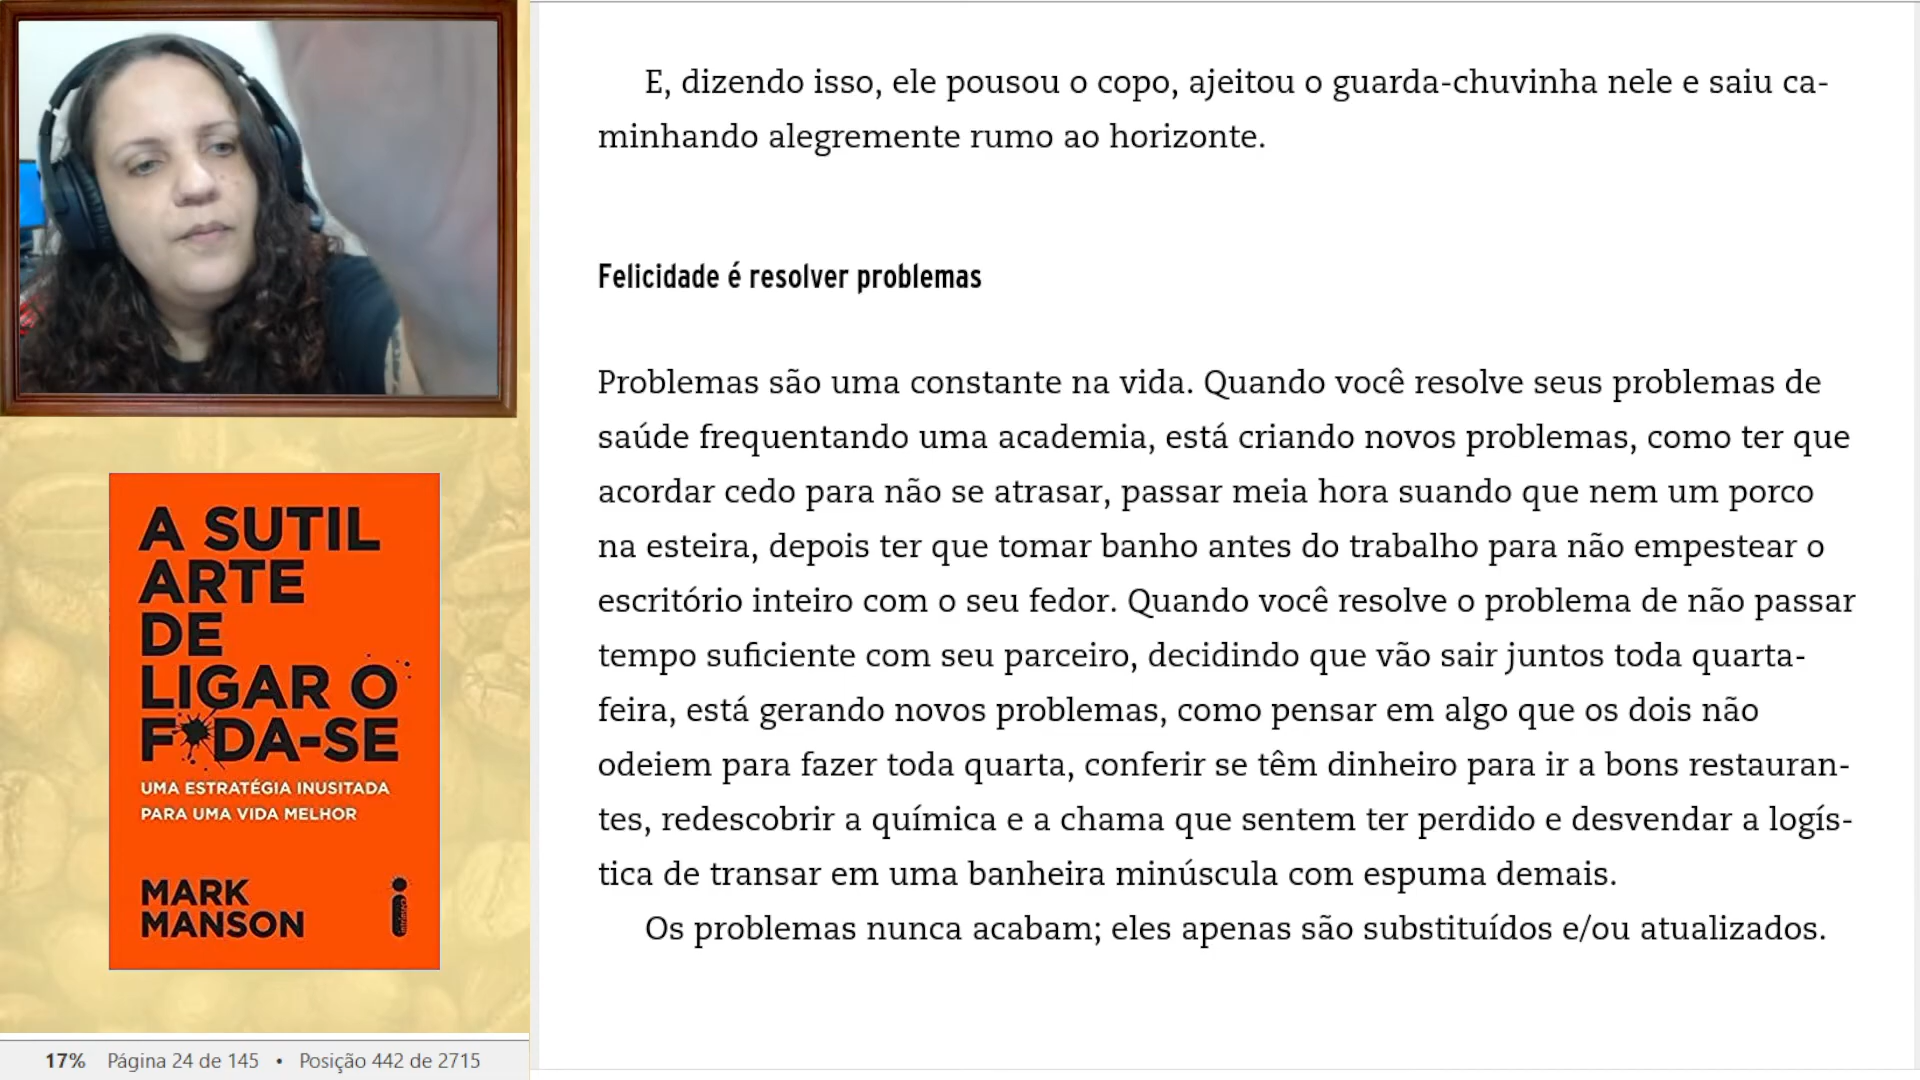 E, dizendo isso, ele pousou o copo, ajeitou o guarda-chuvinha nele e saiu ca-
minhando alegremente rumo ao horizonte.
Felicidade é resolver problemas
Problemas são uma constante na vida. Quando você resolve seus problemas de
saúde frequentando uma academia, está criando novos problemas, como ter que
acordar cedo para não se atrasar, passar meia hora suando que nem um porco
na esteira, depois ter que tomar banho antes do trabalho para não empestear o
escritório inteiro com o seu fedor. Quando você resolve o problema de não passar
tempo suficiente com seu parceiro, decidindo que vão sair juntos toda quarta-
feira, está gerando novos problemas, como pensar em algo que os dois não
odeiem para fazer toda quarta, conferir se têm dinheiro para ir a bons restauran-
tes, redescobrir a química e a chama que sentem ter perdido e desvendar a logís-
tica de transar em uma banheira minúscula com espuma demais.
Os problemas nunca acabam; eles apenas são substituídos e/ou atualizados.
A SUTIL
ARTE
DE
LIGAR O
F*DA-SE
UMA ESTRATÉGIA INUSITADA
PARA UMA VIDA MELHOR
MARK
MANSON
17% Página 24 de 145 • Posição 442 de 2715